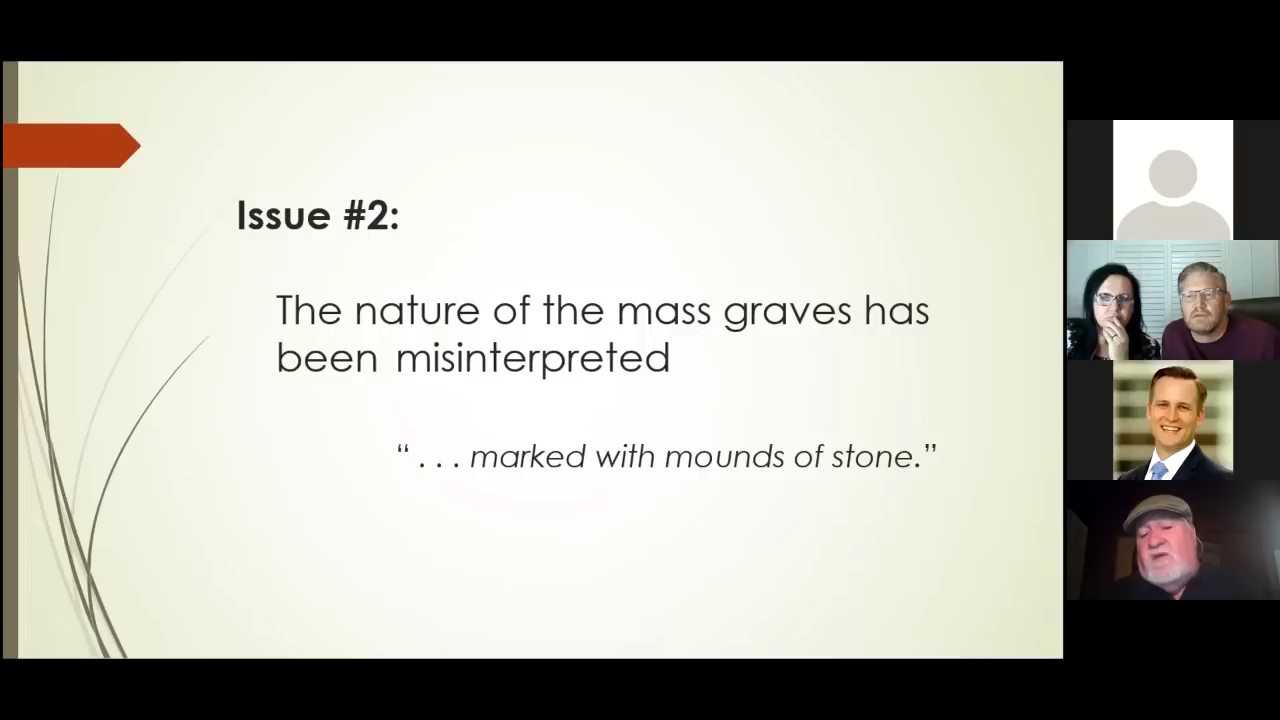 Issue #2:
The nature of the mass graves has
been misinterpreted
“ . . . marked with mounds of stone.”